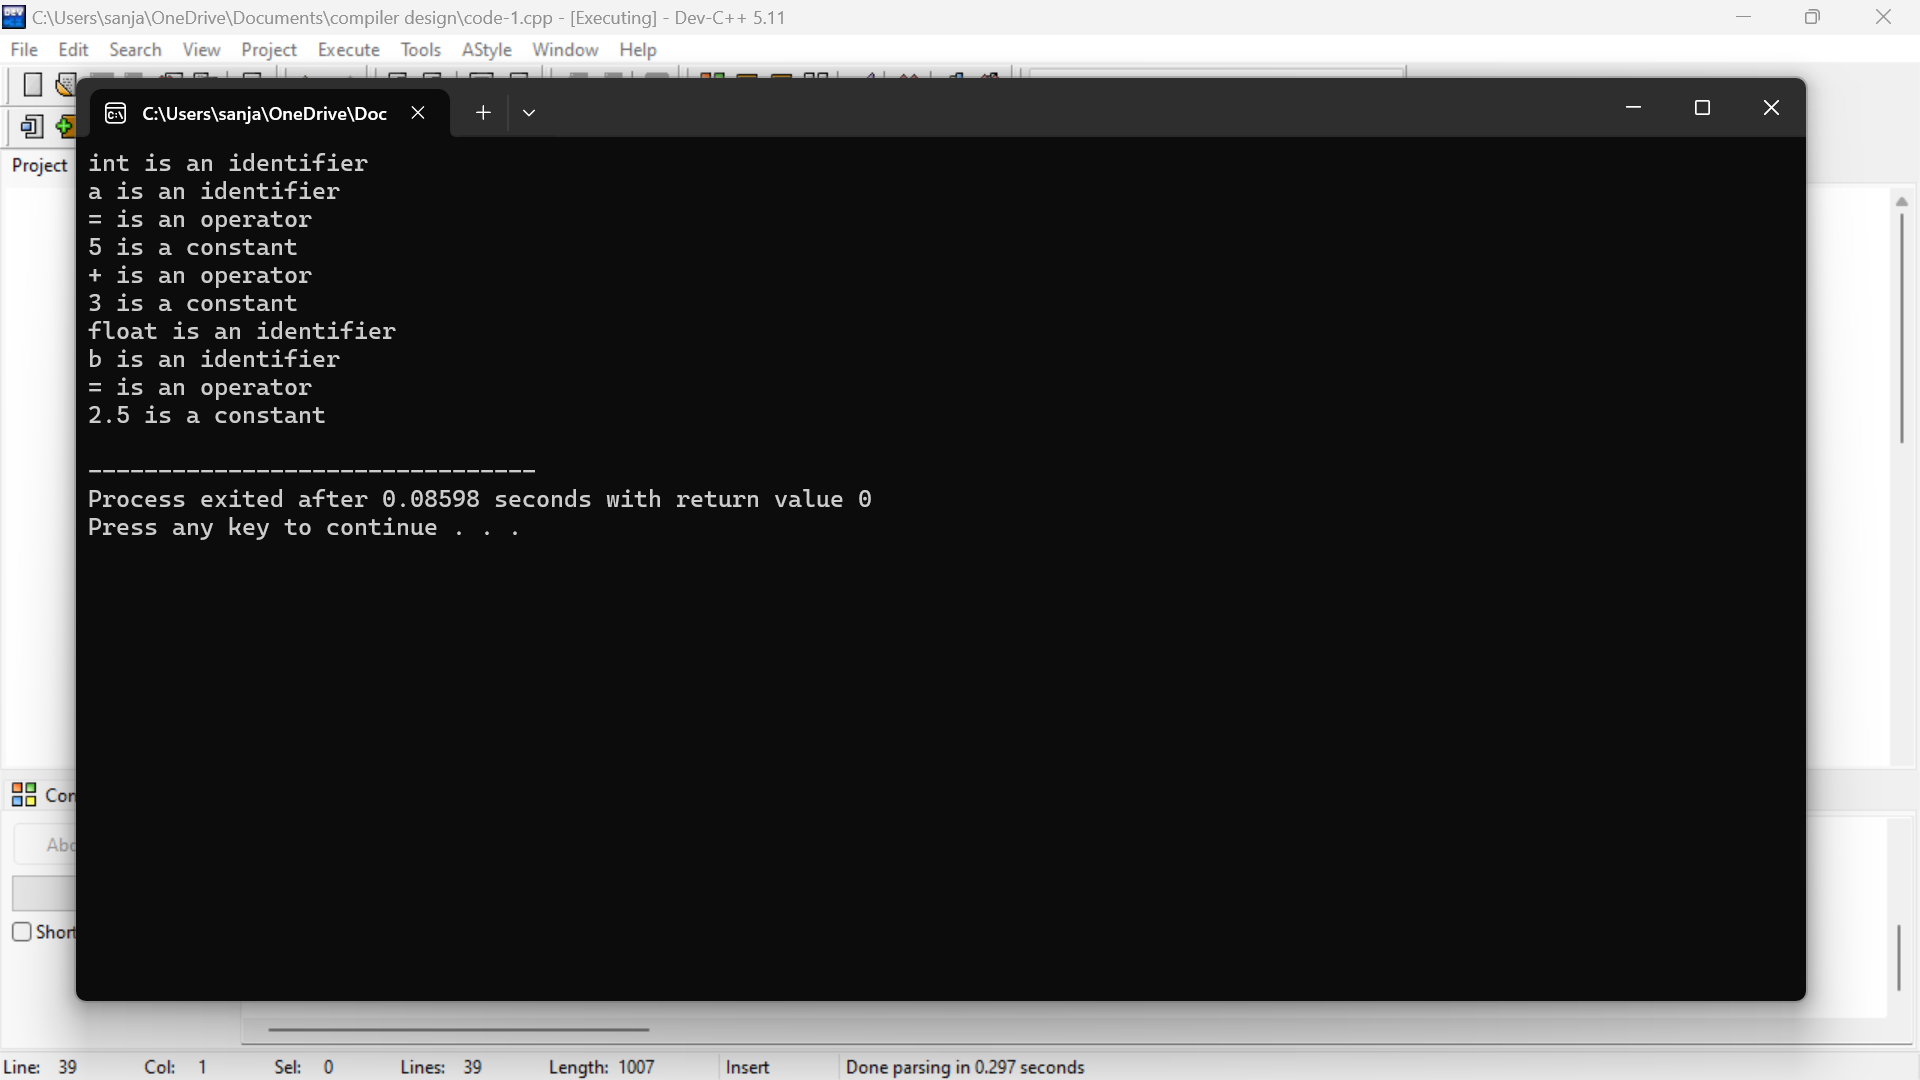 C:\Users\sanja\OneDrive\Documents\compiler design\code-1.cpp - [Executing] - Dev-C++ 5.11
File Edit Search View Project Execute Tools AStyle Window Help
C:\Users\sanja\OneDrive\Doc
Project
int is an identifier
a is an identifier
= is an operator
5 is a constant
+ is an operator
3 is a constant
float is an identifier
b is an identifier
= is an operator
2.5 is a constant
--------------------------------
Process exited after 0.08598 seconds with return value 0
Press any key to continue . . .
Short
Line: 39 Col: 1 Sel: 0 Lines: 39 Length: 1007 Insert Done parsing in 0.297 seconds